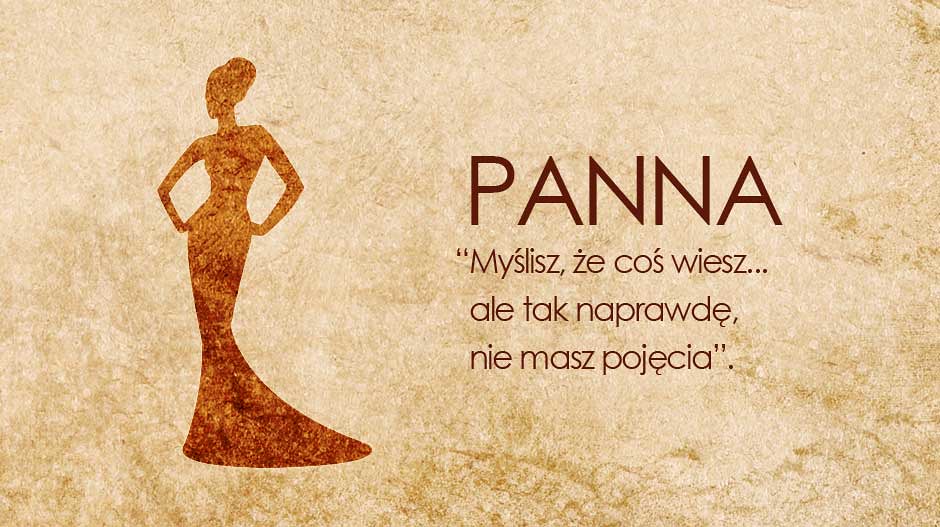 PANNA
“Myślisz, że coś wiesz...
ale tak naprawdę,
nie masz pojęcia”.